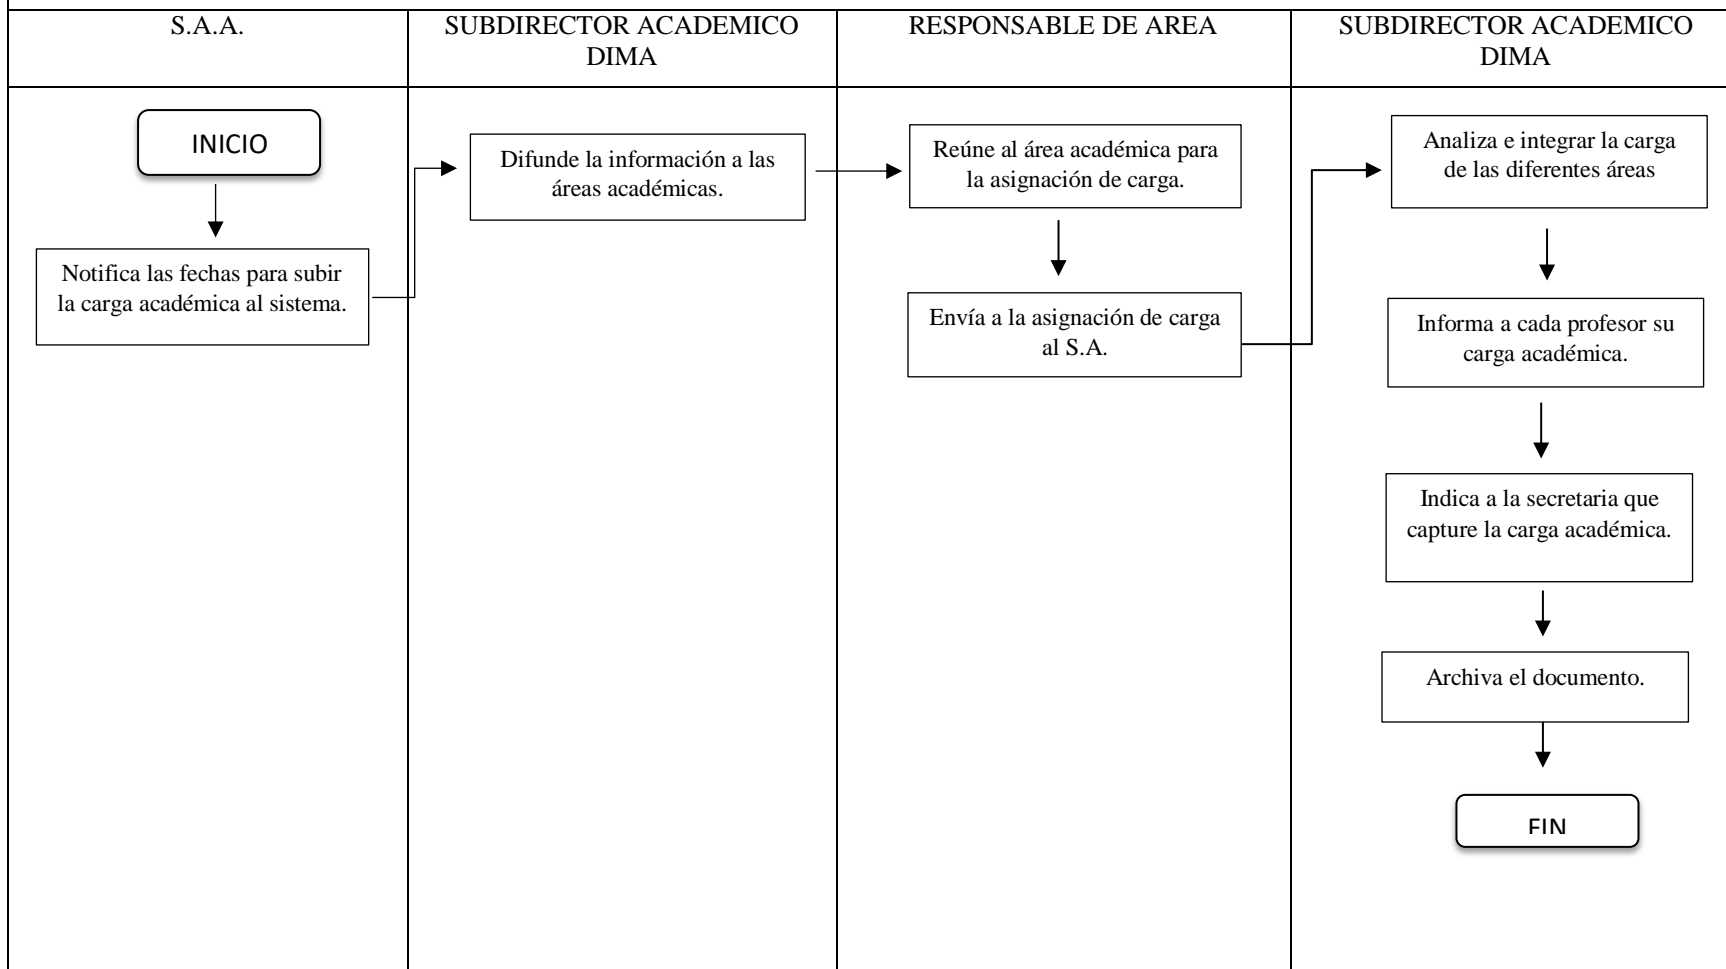 S.A.A.
SUBDIRECTOR ACADEMICO
DIMA
RESPONSABLE DE AREA
SUBDIRECTOR ACADEMICO
DIMA
INICIO
Notifica las fechas para subir
la carga académica al sistema.
Difunde la información a las
áreas académicas.
Reúne al área académica para
la asignación de carga.
Envía a la asignación de carga
al S.A.
Analiza e integrar la carga
de las diferentes áreas
Informa a cada profesor su
carga académica.
Indica a la secretaria que
capture la carga académica.
Archiva el documento.
FIN